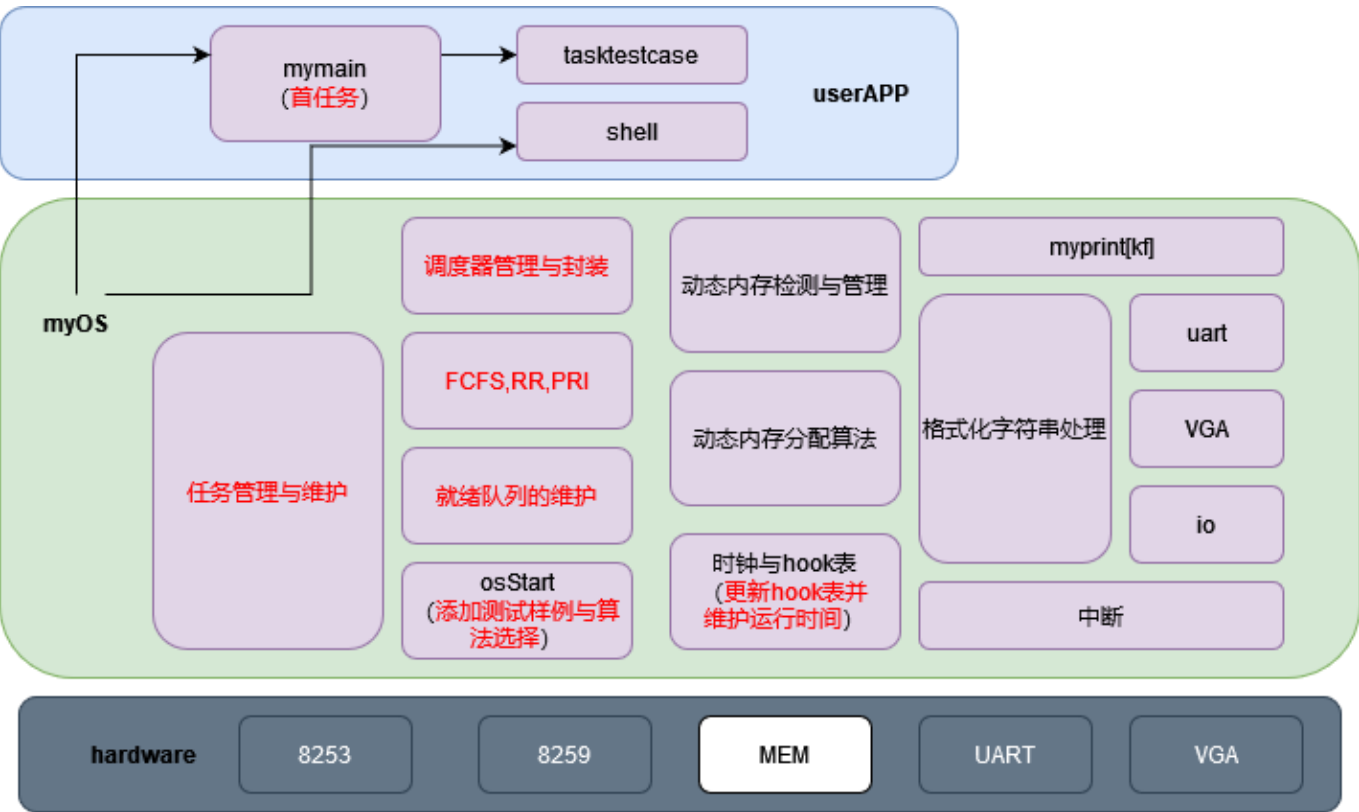 mymain
(首任务)
tasktestcase
shell
userAPP
myOS
任务管理与维护
调度器管理与封装
FCFS,RR,PRI
就绪队列的维护
osStart
(添加测试样例与算
法选择)
动态内存检测与管理
动态内存分配算法
时钟与hook表
(更新hook表并
维护运行时间)
myprint[kf]
格式化字符串处理
uart
VGA
io
中断
hardware
8253
8259
MEM
UART
VGA